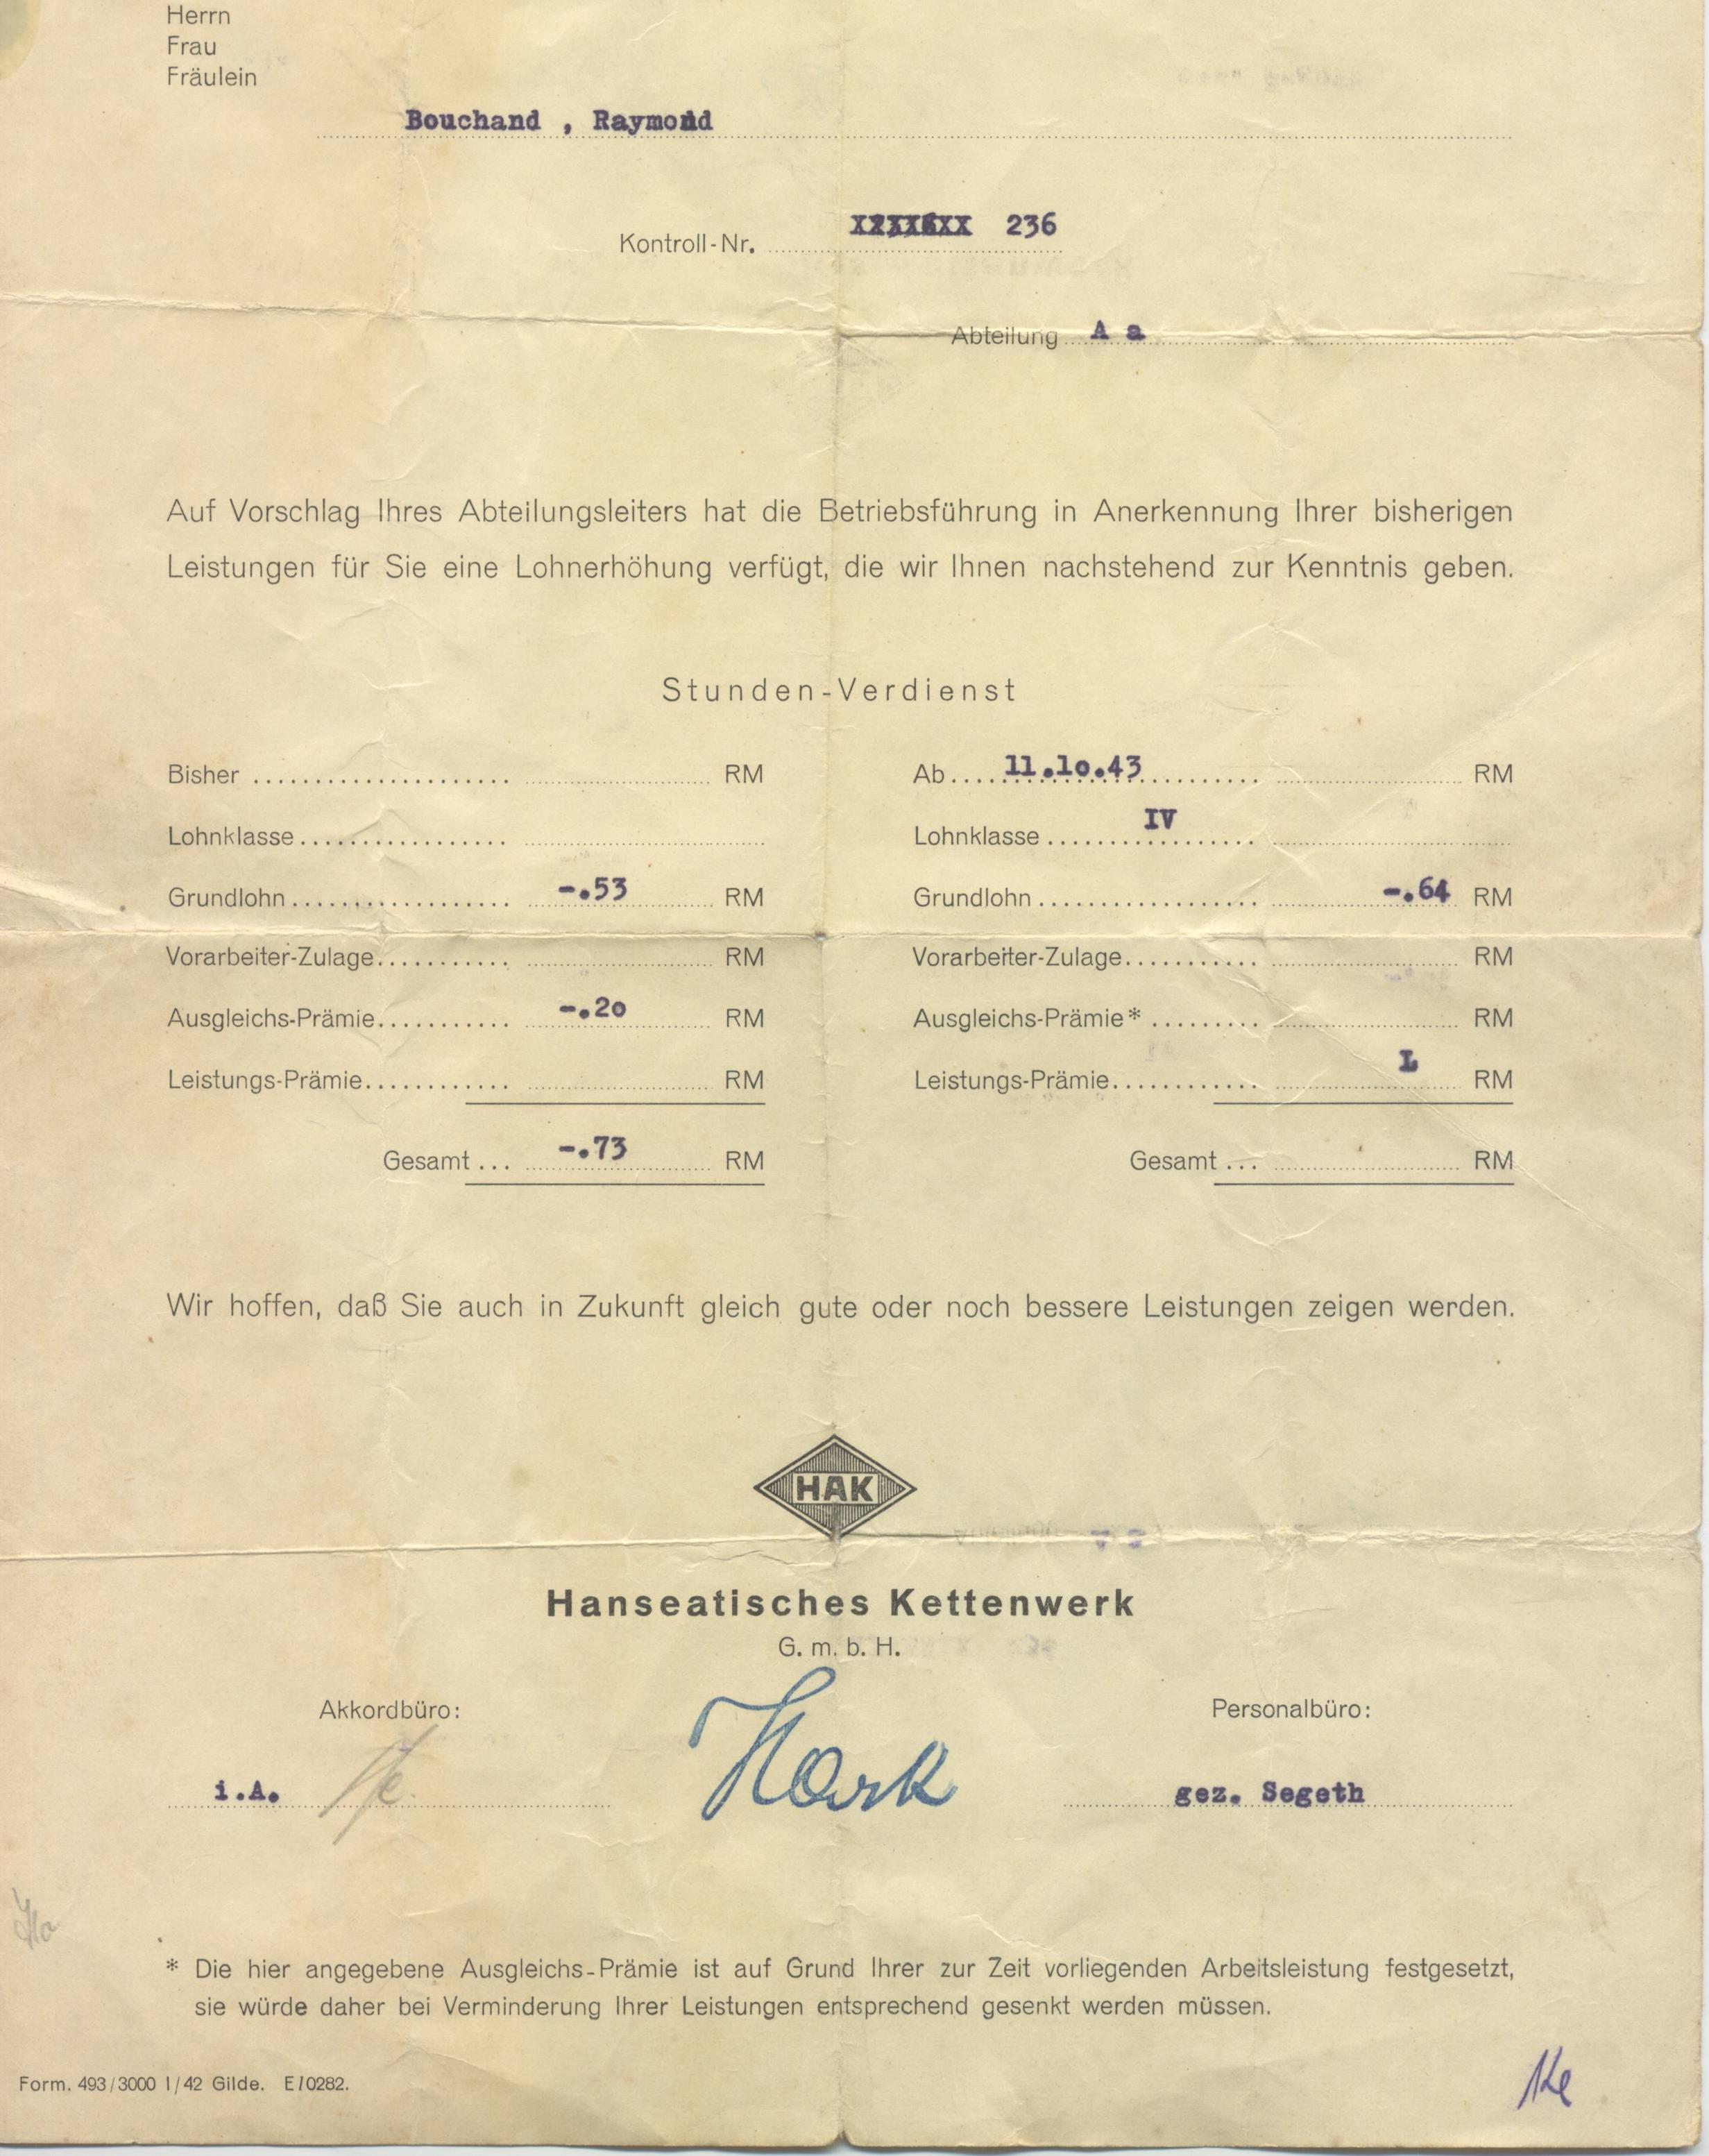 Herrn
Frau
Fräulein
Bouchand , Raymond
Kontroll-Nr. 236
Abteilung A a
Auf Vorschlag Ihres Abteilungsleiters hat die Betriebsführung in Anerkennung Ihrer bisherigen
Leistungen für Sie eine Lohnerhöhung verfügt, die wir Ihnen nachstehend zur Kenntnis geben.
Stunden-Verdienst
Bisher RM Ab 11.10.43 RM
Lohnklasse Lohnklasse IV
Grundlohn -.53 RM Grundlohn -.64 RM
Vorarbeiter-Zulage RM Vorarbeiter-Zulage RM
Ausgleichs-Prämie -.20 RM Ausgleichs-Prämie* RM
Leistungs-Prämie RM Leistungs-Prämie L RM
Gesamt -.73 RM Gesamt RM
Wir hoffen, daß Sie auch in Zukunft gleich gute oder noch bessere Leistungen zeigen werden.
HAK
Hanseatisches Kettenwerk
G. m. b. H.
Akkordbüro: Personalbüro:
i.A. gez. Segeth
* Die hier angegebene Ausgleichs-Prämie ist auf Grund Ihrer zur Zeit vorliegenden Arbeitsleistung festgesetzt,
sie würde daher bei Verminderung Ihrer Leistungen entsprechend gesenkt werden müssen.
Form. 493/3000 I/42 Gilde. E/0282.